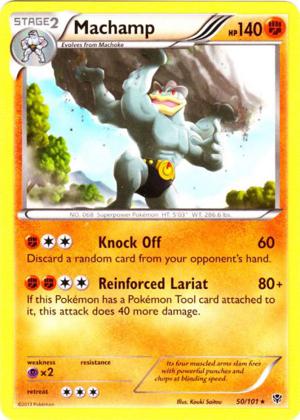 STAGE2
Machamp
HP140
Evolves from Machoke
NO. 068 Superpower Pokémon HT: 5'03" WT: 286.6 lbs.
Knock Off 60
Discard a random card from your opponent's hand.
Reinforced Lariat 80+
If this Pokémon has a Pokémon Tool card attached to
it, this attack does 40 more damage.
weakness resistance
×2
Its four muscled arms slam foes
with powerful punches and
chops at blinding speed.
retreat
©2013 Pokémon
Illus. Kouki Saitou
50/101 ★